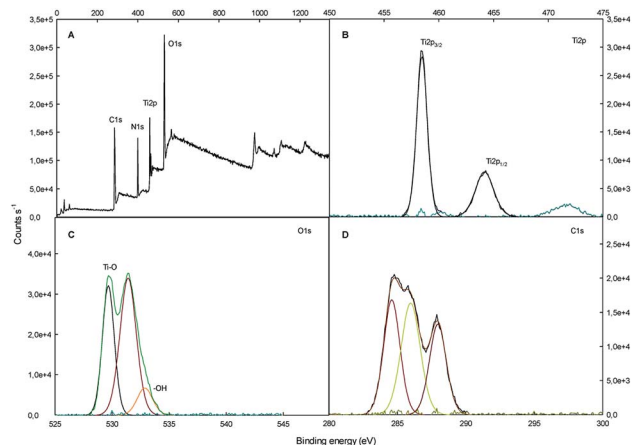 0 200 400 600 800 1000 1200
450 455 460 465 470 475
A
O1s
C1s
N1s
Ti2p
3,5e+5
3,0e+5
2,5e+5
2,0e+5
1,5e+5
1,0e+5
5,0e+4
0,0
B
Ti2p
Ti2p3/2
Ti2p1/2
3,5e+4
3,0e+4
2,5e+4
2,0e+4
1,5e+4
1,0e+4
5,0e+3
0,0
Counts s-1
C
O1s
Ti-O
-OH
4,0e+4
3,0e+4
2,0e+4
1,0e+4
0,0
525 530 535 540 545
D
C1s
2,5e+4
2,0e+4
1,5e+4
1,0e+4
5,0e+3
0,0
280 285 290 295 300
Binding energy (eV)